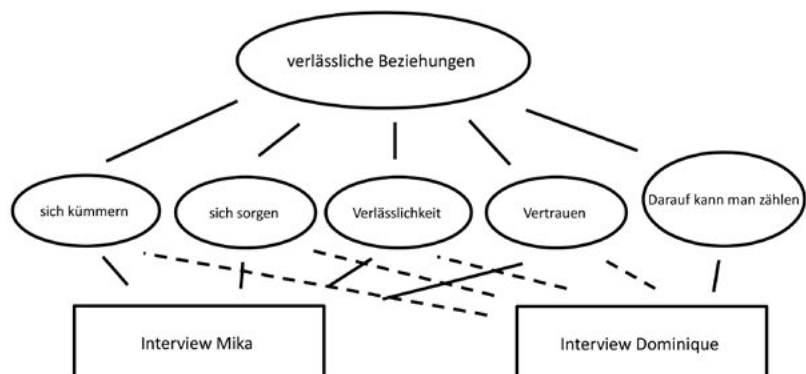 verlässliche Beziehungen
sich kümmern
sich sorgen
Verlässlichkeit
Vertrauen
Darauf kann man zählen
Interview Mika
Interview Dominique